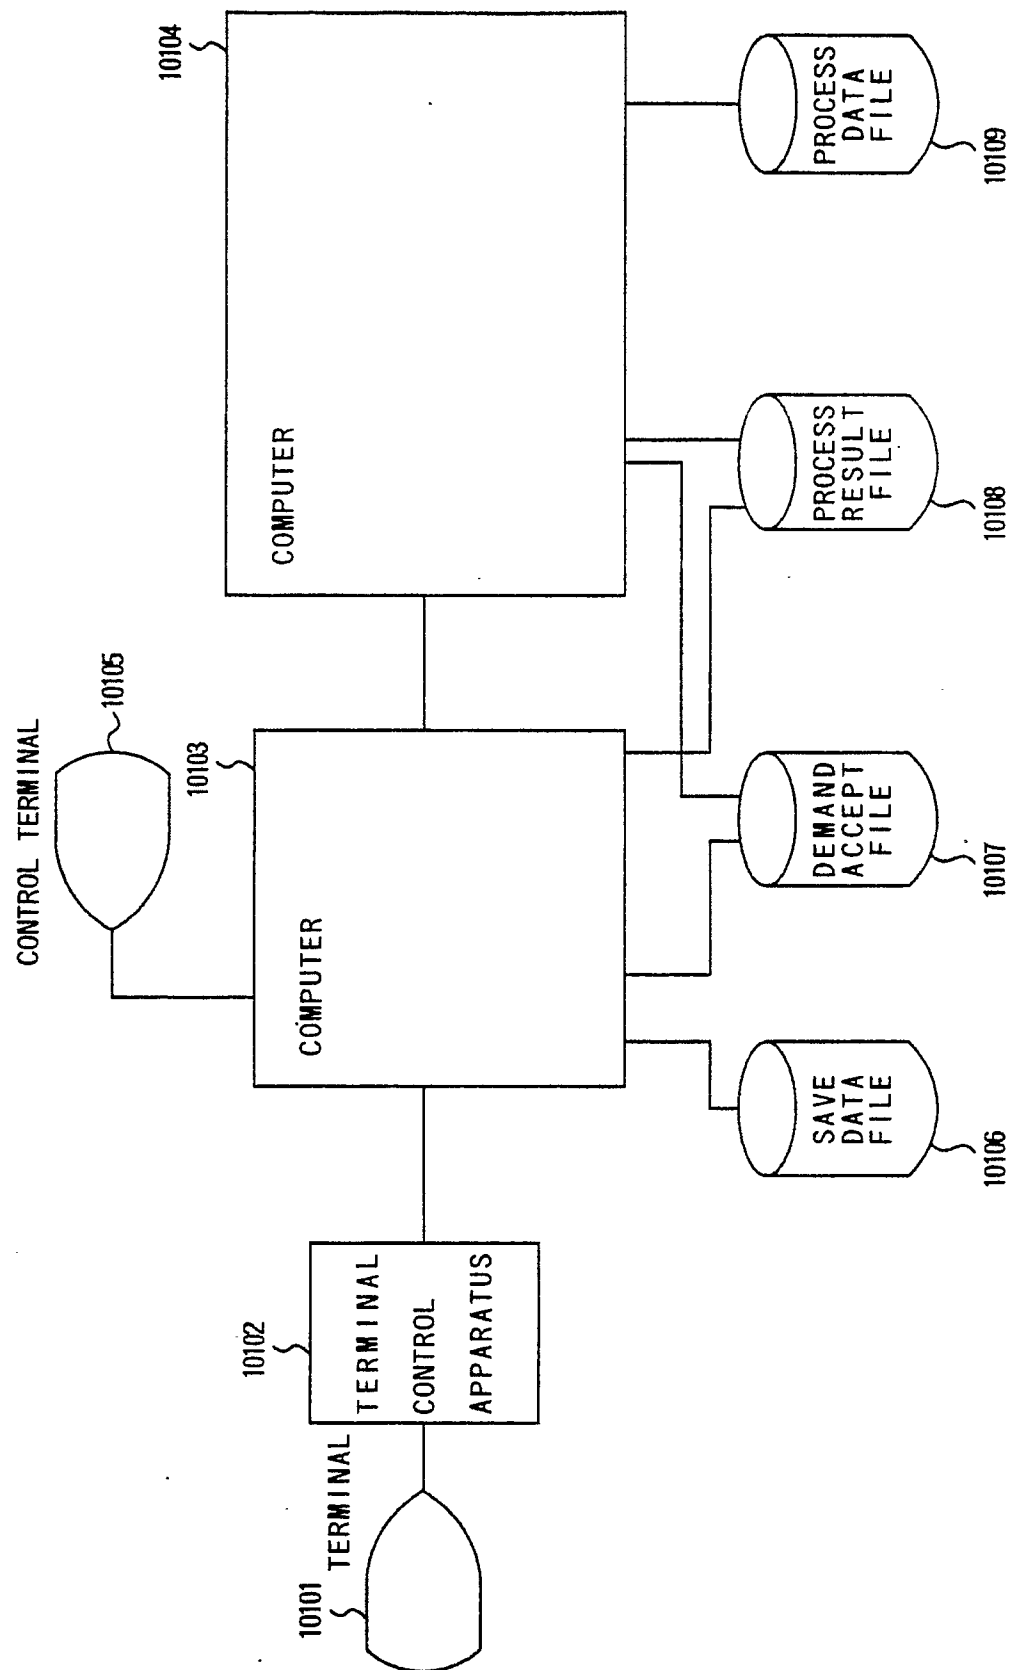 CONTROL TERMINAL
10105
10104
10103
COMPUTER
COMPUTER
10102
TERMINAL
CONTROL
APPARATUS
TERMINAL
10101
SAVE
DATA
FILE
10106
DEMAND
ACCEPT
FILE
10107
PROCESS
RESULT
FILE
10108
PROCESS
DATA
FILE
10109